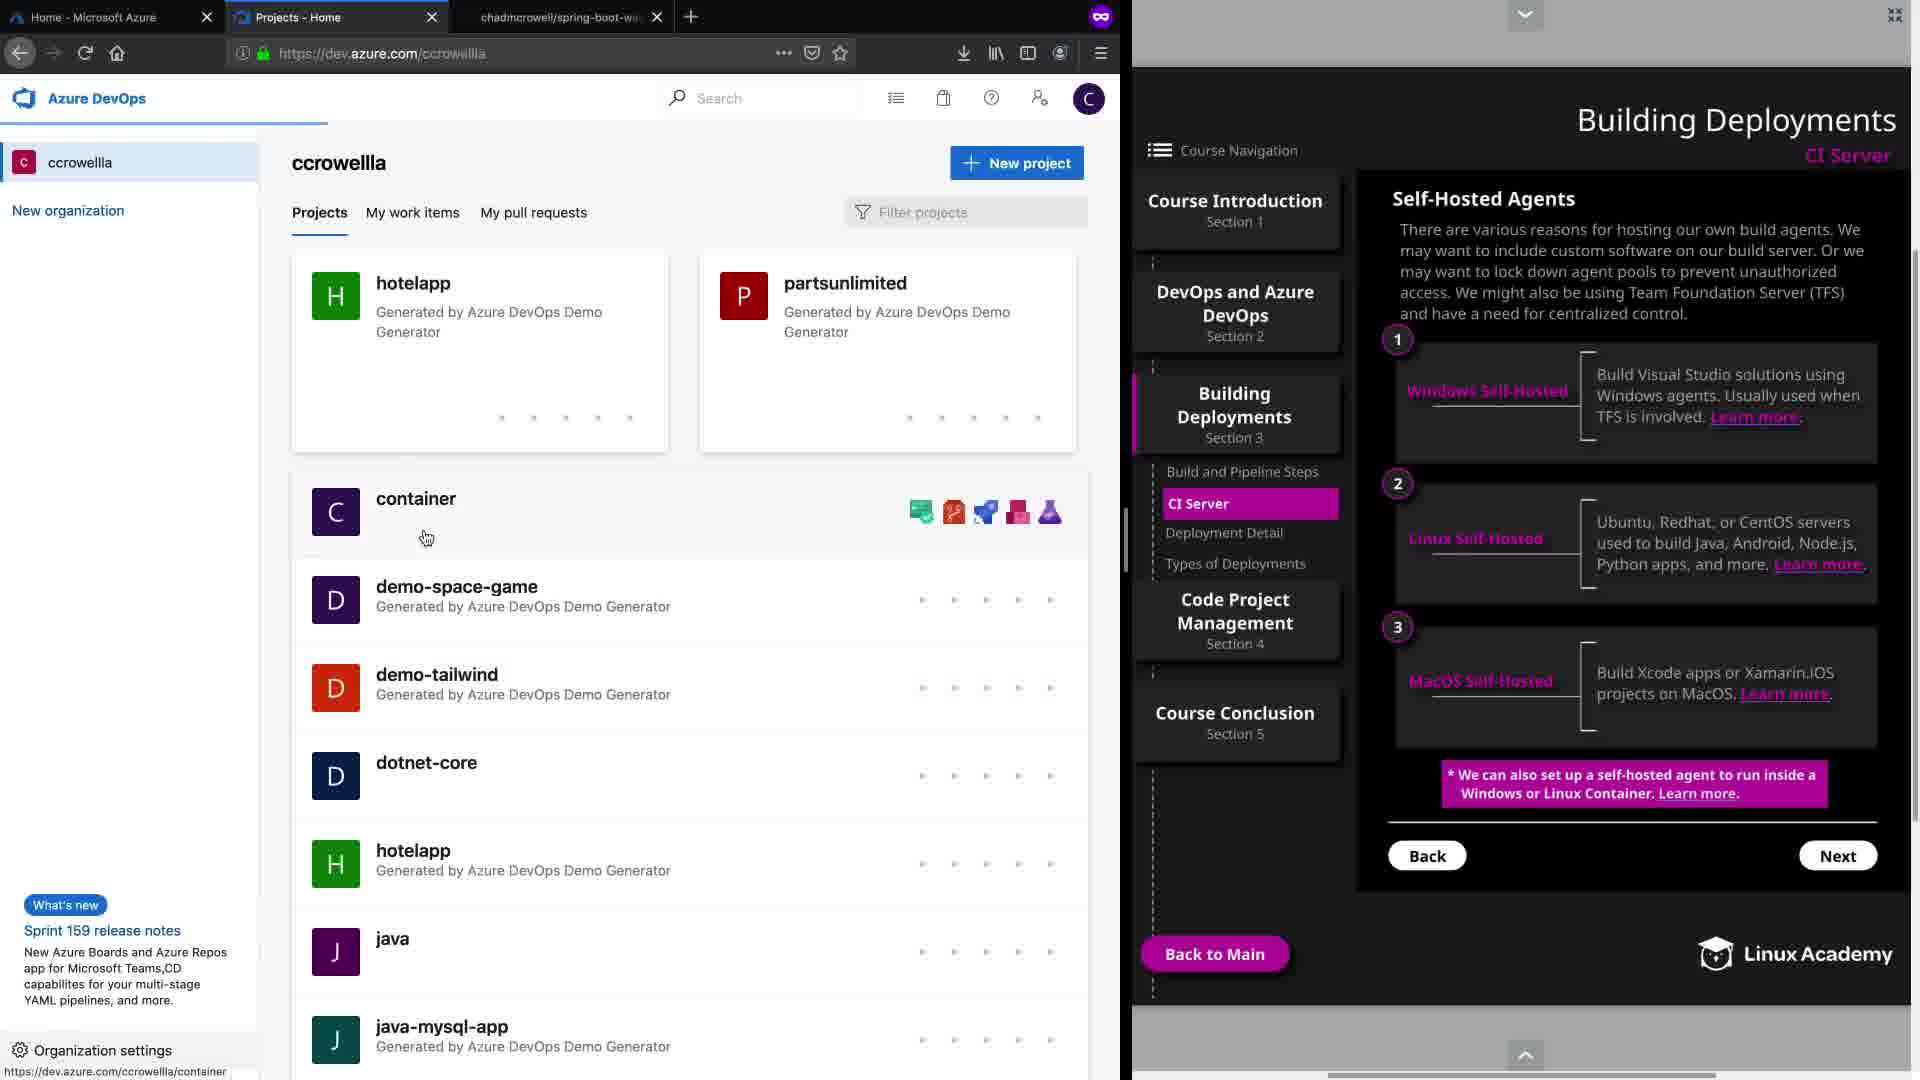 Home - Microsoft Azure
Projects - Home
chadmcrowell/spring-boot-we
https://dev.azure.com/ccrowellla
Azure DevOps
Search
C
C ccrowellla
New organization
ccrowellla
New project
Projects My work items My pull requests
Filter projects
H
hotelapp
Generated by Azure DevOps Demo
Generator
P
partsunlimited
Generated by Azure DevOps Demo
Generator
C
container
D
demo-space-game
Generated by Azure DevOps Demo Generator
D
demo-tailwind
Generated by Azure DevOps Demo Generator
D
dotnet-core
H
hotelapp
Generated by Azure DevOps Demo Generator
J
java
J
java-mysql-app
Generated by Azure DevOps Demo Generator
What's new
Sprint 159 release notes
New Azure Boards and Azure Repos
app for Microsoft Teams,CD
capabilites for your multi-stage
YAML pipelines, and more.
Organization settings
https://dev.azure.com/ccrowellla/container
Building Deployments
CI Server
Course Navigation
Course Introduction
Section 1
DevOps and Azure
DevOps
Section 2
Building
Deployments
Section 3
Build and Pipeline Steps
CI Server
Deployment Detail
Types of Deployments
Code Project
Management
Section 4
Course Conclusion
Section 5
Back to Main
Self-Hosted Agents
There are various reasons for hosting our own build agents. We
may want to include custom software on our build server. Or we
may want to lock down agent pools to prevent unauthorized
access. We might also be using Team Foundation Server (TFS)
and have a need for centralized control.
1
Windows Self-Hosted
Build Visual Studio solutions using
Windows agents. Usually used when
TFS is involved. Learn more.
2
Linux Self-Hosted
Ubuntu, Redhat, or CentOS servers
used to build Java, Android, Node.js,
Python apps, and more. Learn more.
3
MacOS Self-Hosted
Build Xcode apps or Xamarin.iOS
projects on MacOS. Learn more.
* We can also set up a self-hosted agent to run inside a
Windows or Linux Container. Learn more.
Back
Next
Linux Academy